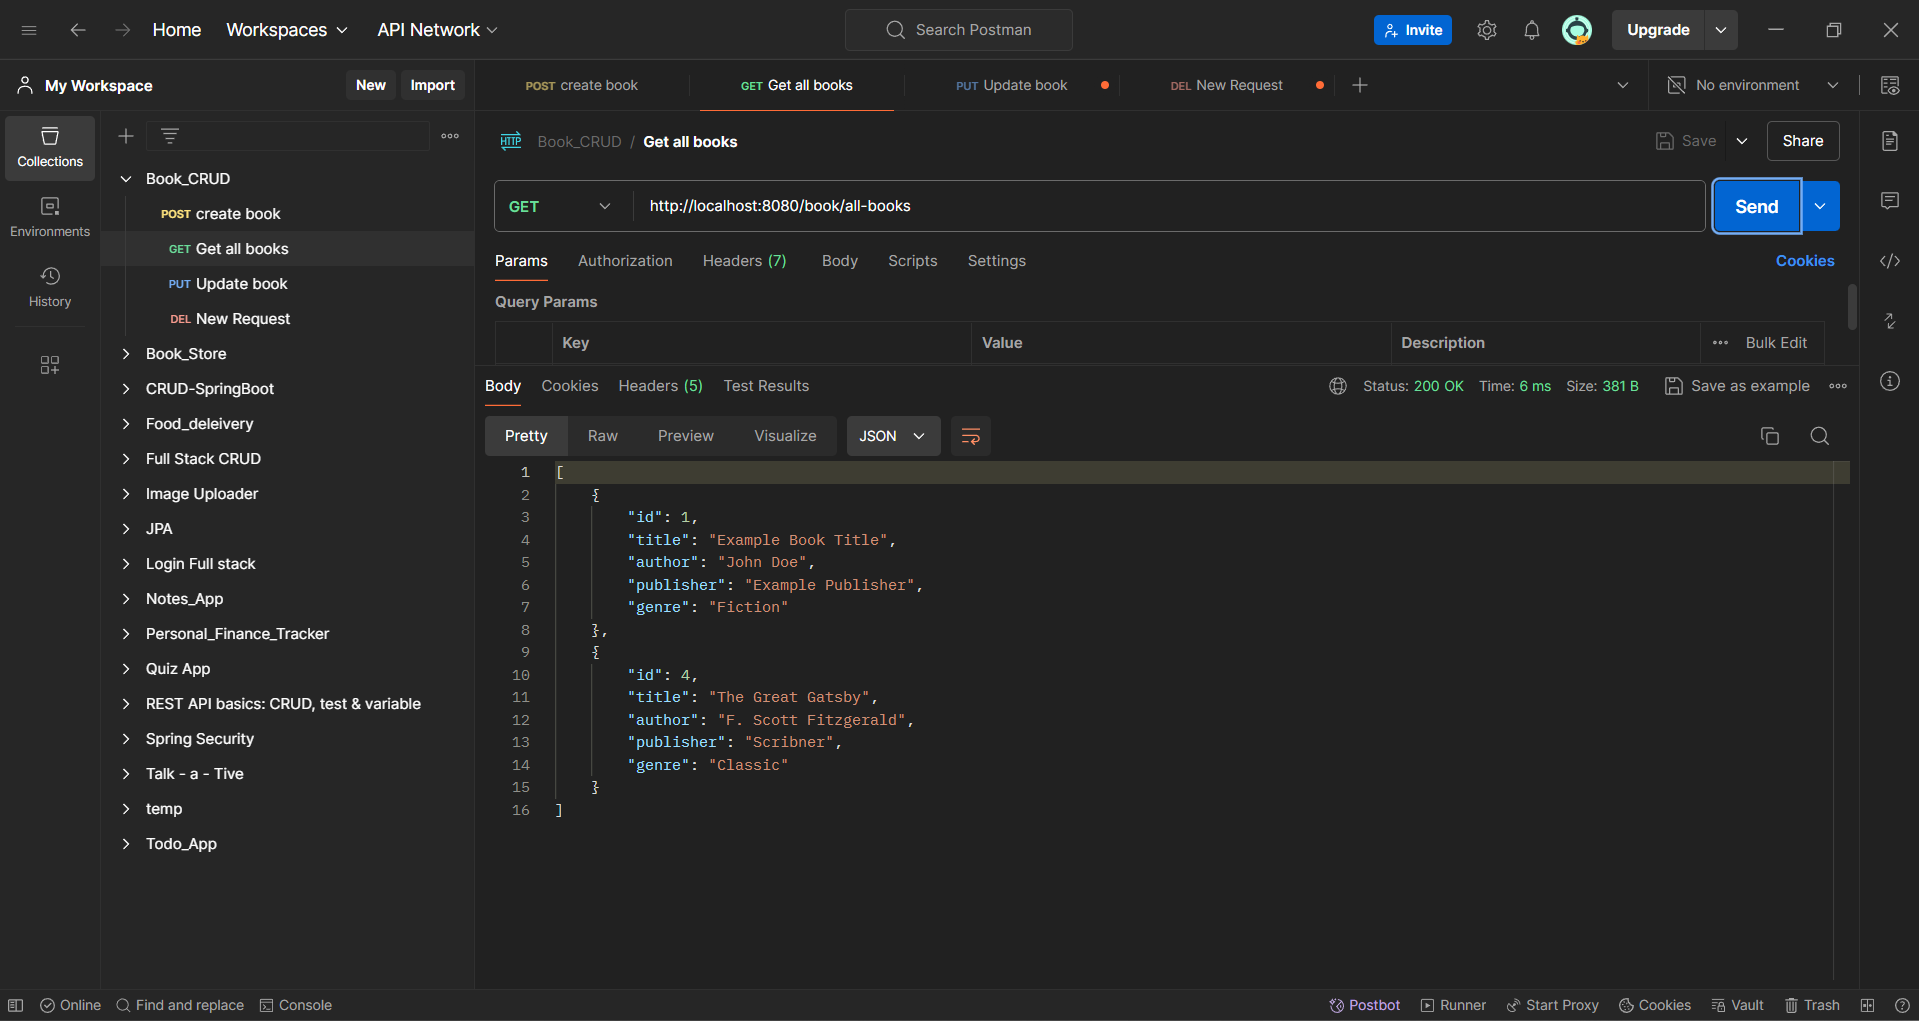 Home Workspaces API Network Search Postman Invite Upgrade
My Workspace New Import
POST create book GET Get all books PUT Update book DEL New Request No environment
Collections
Environments
History
Book_CRUD
POST create book
GET Get all books
PUT Update book
DEL New Request
Book_Store
CRUD-SpringBoot
Food_deleivery
Full Stack CRUD
Image Uploader
JPA
Login Full stack
Notes_App
Personal_Finance_Tracker
Quiz App
REST API basics: CRUD, test & variable
Spring Security
Talk - a - Tive
temp
Todo_App
HTTP Book_CRUD / Get all books Save Share
GET http://localhost:8080/book/all-books Send
Params Authorization Headers (7) Body Scripts Settings Cookies
Query Params
Key Value Description Bulk Edit
Body Cookies Headers (5) Test Results Status: 200 OK Time: 6 ms Size: 381 B Save as example
Pretty Raw Preview Visualize JSON
1 [
2 {
3 "id": 1,
4 "title": "Example Book Title",
5 "author": "John Doe",
6 "publisher": "Example Publisher",
7 "genre": "Fiction"
8 },
9 {
10 "id": 4,
11 "title": "The Great Gatsby",
12 "author": "F. Scott Fitzgerald",
13 "publisher": "Scribner",
14 "genre": "Classic"
15 }
16 ]
Online Find and replace Console Postbot Runner Start Proxy Cookies Vault Trash